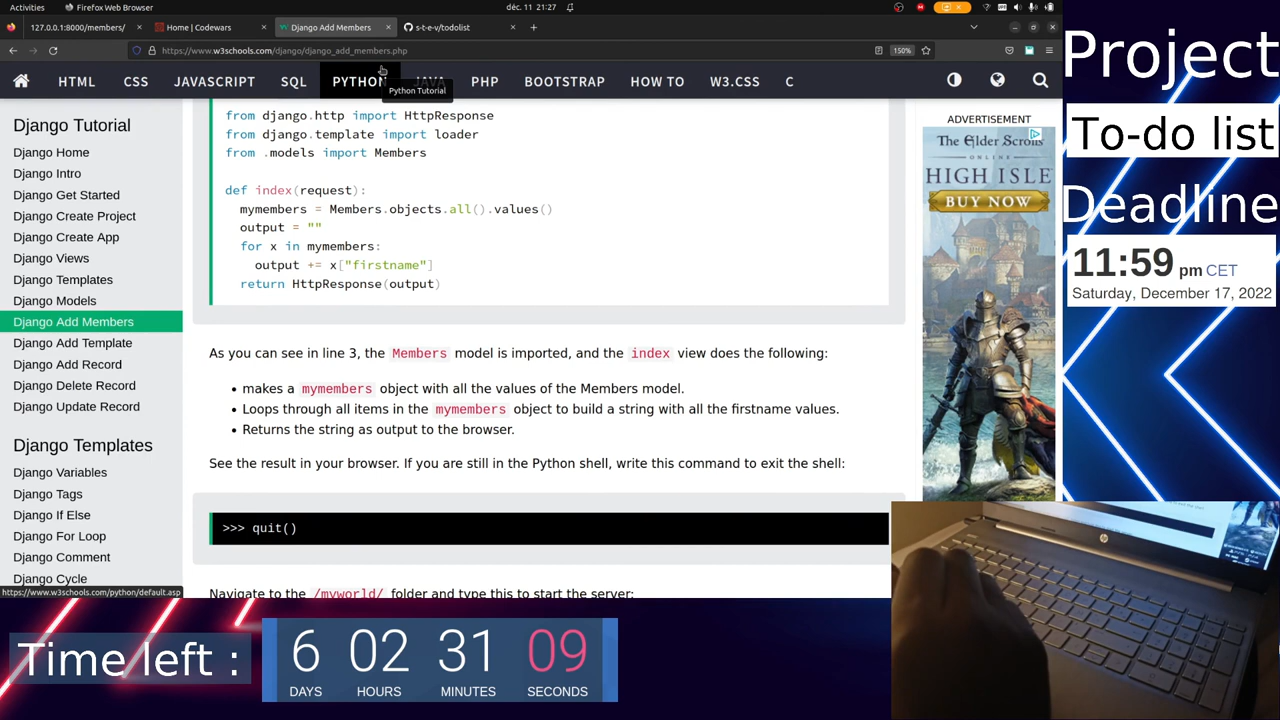 Activities
Firefox Web Browser
déc. 11 21:27
127.0.0.1:8000/members/
Home | Codewars
Django Add Members
s-t-e-v/todolist
https://www.w3schools.com/django/django_add_members.php
150%
HTML
CSS
JAVASCRIPT
SQL
PYTHON
JAVA
PHP
BOOTSTRAP
HOW TO
W3.CSS
C
Python Tutorial
Django Tutorial
Django Home
Django Intro
Django Get Started
Django Create Project
Django Create App
Django Views
Django Templates
Django Models
Django Add Members
Django Add Template
Django Add Record
Django Delete Record
Django Update Record
Django Templates
Django Variables
Django Tags
Django If Else
Django For Loop
Django Comment
Django Cycle
https://www.w3schools.com/python/default.asp
from django.http import HttpResponse
from django.template import loader
from .models import Members
def index(request):
mymembers = Members.objects.all().values()
output = ""
for x in mymembers:
output += x["firstname"]
return HttpResponse(output)
As you can see in line 3, the Members model is imported, and the index view does the following:
• makes a mymembers object with all the values of the Members model.
• Loops through all items in the mymembers object to build a string with all the firstname values.
• Returns the string as output to the browser.
See the result in your browser. If you are still in the Python shell, write this command to exit the shell:
>>> quit()
Navigate to the /myworld/ folder and type this to start the server:
ADVERTISEMENT
The Elder Scrolls
ONLINE
HIGH ISLE
BUY NOW
Project
To-do list
Deadline
11:59 pm CET
Saturday, December 17, 2022
Time left :
6 02 31 09
DAYS HOURS MINUTES SECONDS